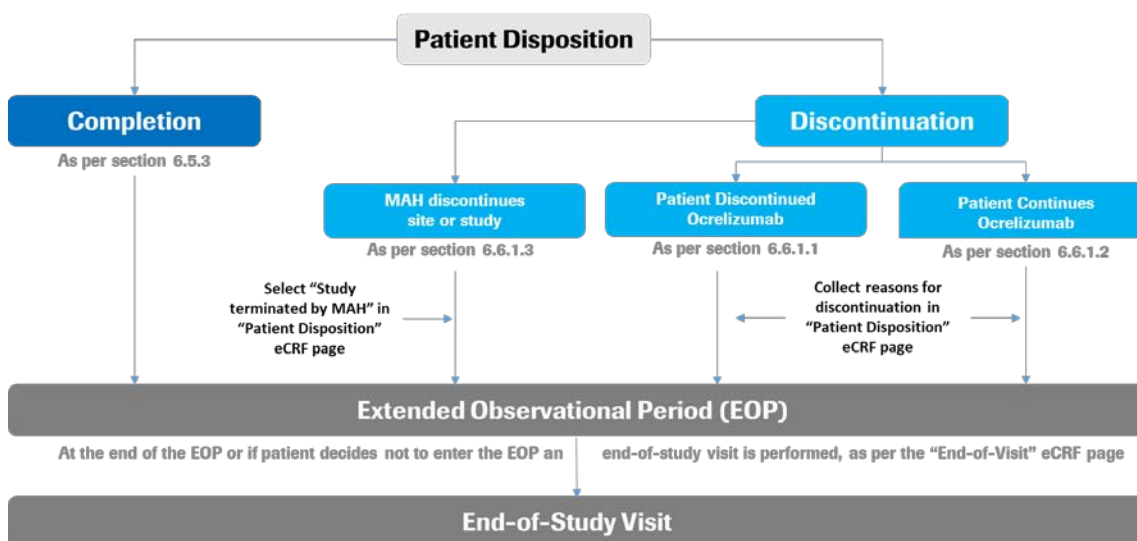 Patient Disposition
Completion
As per section 6.5.3
Discontinuation
MAH discontinues
site or study
As per section 6.6.1.3
Patient Discontinued
Ocrelizumab
As per section 6.6.1.1
Patient Continues
Ocrelizumab
As per section 6.6.1.2
Select “Study
terminated by MAH” in
“Patient Disposition”
eCRF page
Collect reasons for
discontinuation in
“Patient Disposition”
eCRF page
Extended Observational Period (EOP)
At the end of the EOP or if patient decides not to enter the EOP an end-of-study visit is performed, as per the “End-of-Visit” eCRF page
End-of-Study Visit